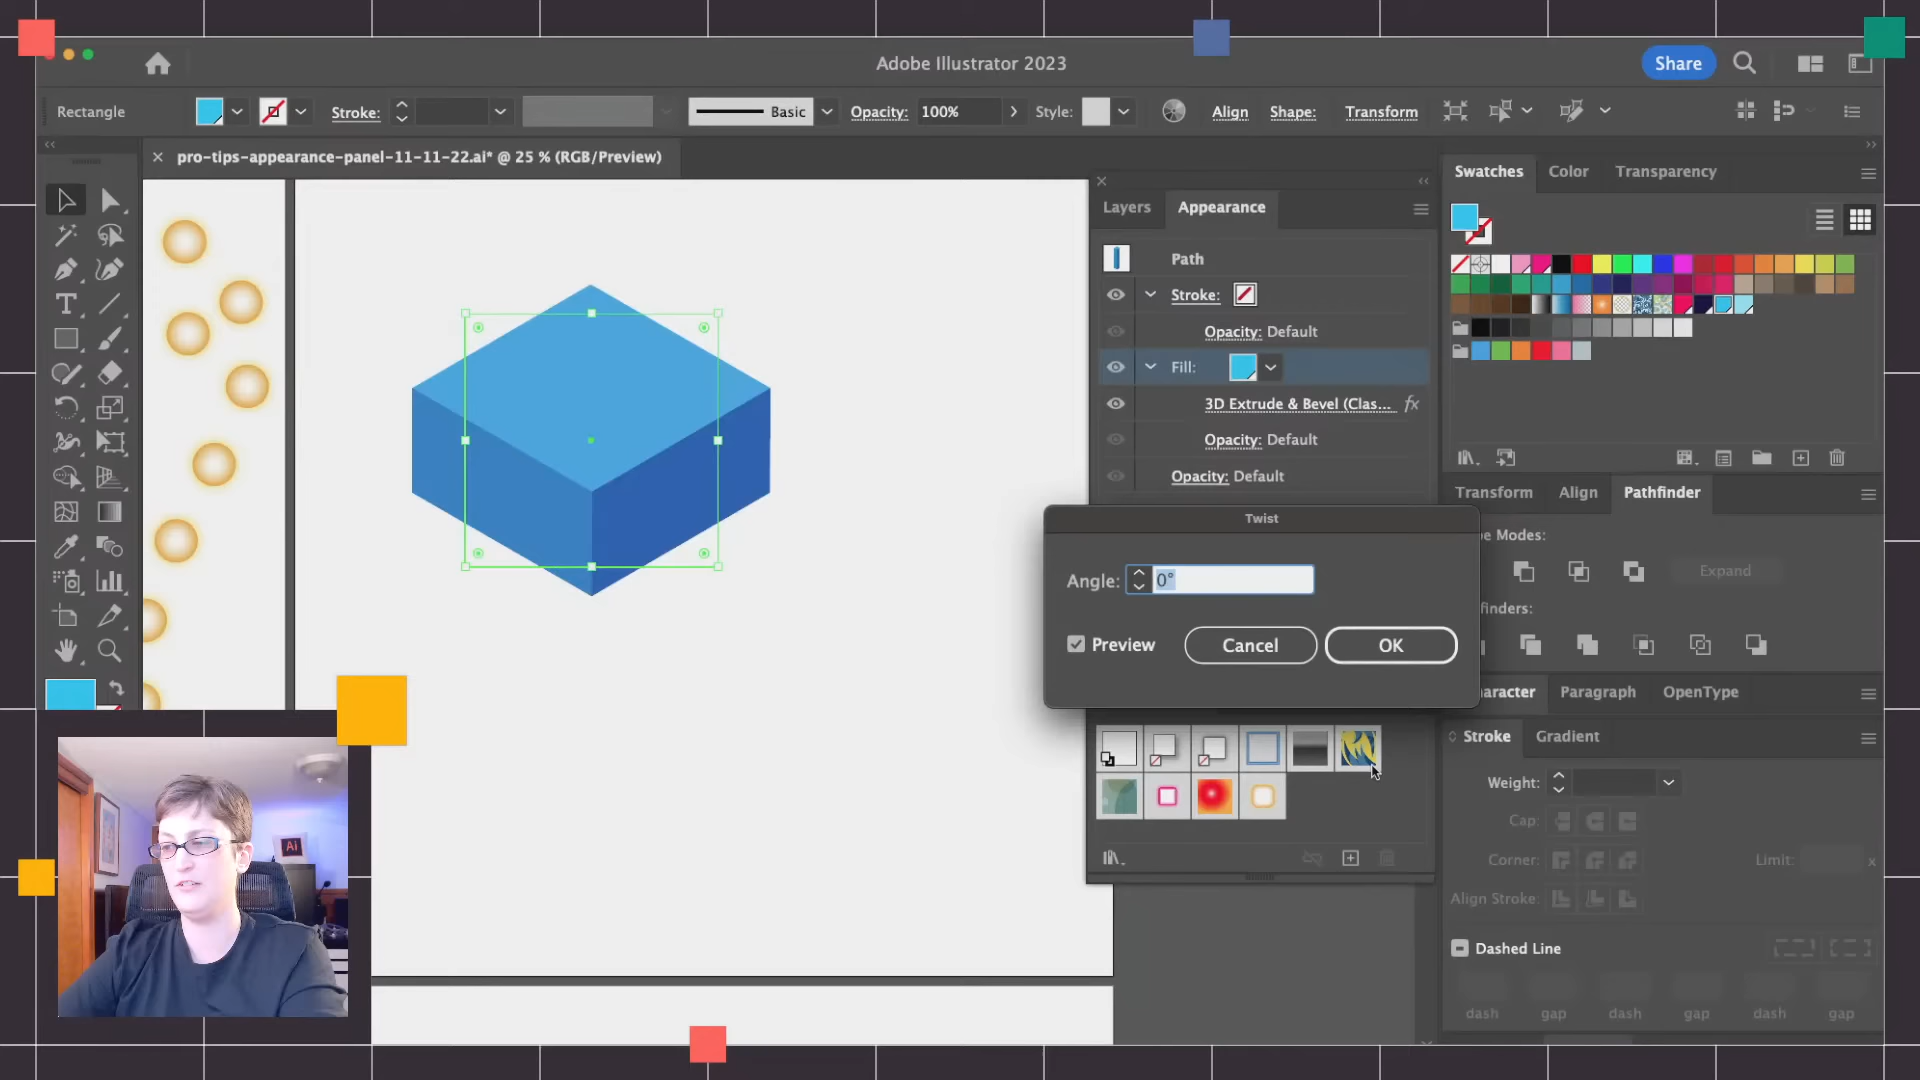 Adobe Illustrator 2023
Share
Rectangle
Stroke:
Basic
Opacity:
100%
Style:
Align
Shape:
Transform
pro-tips-appearance-panel-11-11-22.ai* @ 25 % (RGB/Preview)
Layers
Appearance
Path
Stroke:
Opacity: Default
Fill:
3D Extrude & Bevel (Clas...
fx
Opacity: Default
Opacity: Default
Swatches
Color
Transparency
Transform
Align
Pathfinder
Modes:
Expand
Twist
Angle:
0°
Preview
Cancel
OK
Paragraph
OpenType
Stroke
Gradient
Weight:
Cap:
Corner:
Limit:
x
Align Stroke:
Dashed Line
dash
gap
dash
gap
dash
gap
Ai